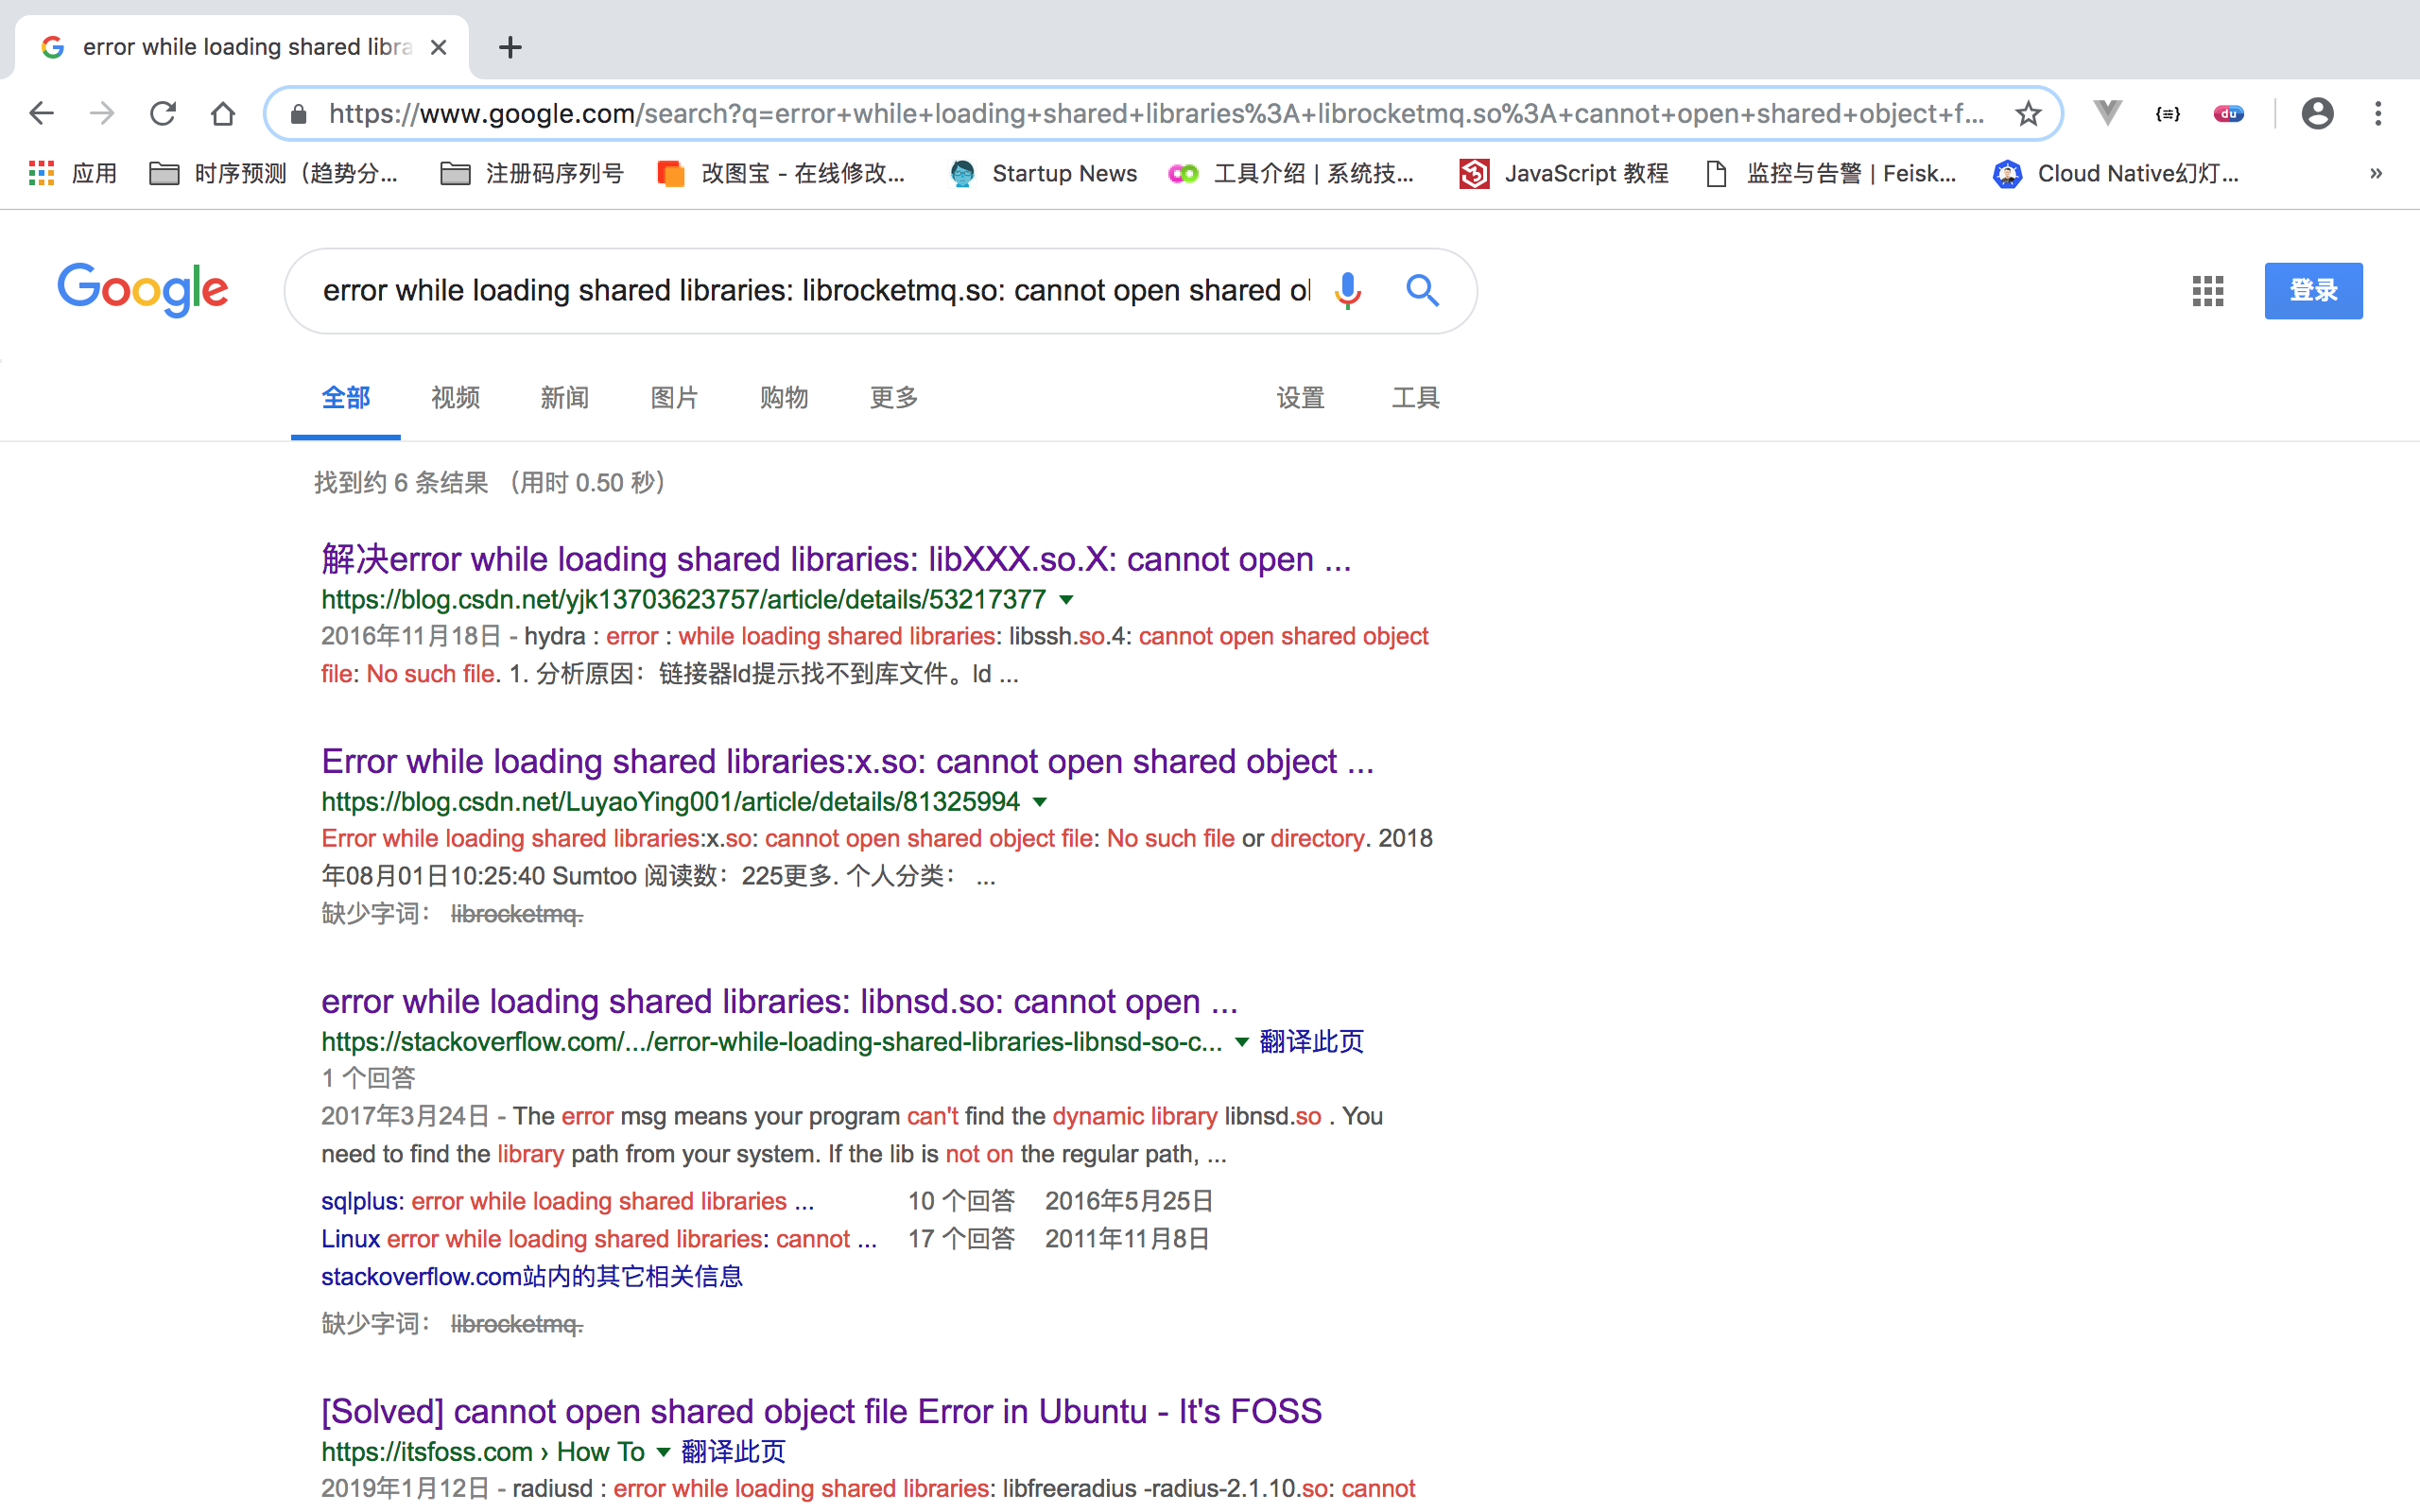 error while loading shared libra
https://www.google.com/search?q=error+while+loading+shared+libraries%3A+librocketmq.so%3A+cannot+open+shared+object+f...
{≡}
du
应用
时序预测（趋势分...
注册码序列号
改图宝 - 在线修改...
Startup News
工具介绍 | 系统技...
JavaScript 教程
监控与告警 | Feisk...
Cloud Native幻灯...
»
Google
error while loading shared libraries: librocketmq.so: cannot open shared ol
登录
全部
视频
新闻
图片
购物
更多
设置
工具
找到约 6 条结果 （用时 0.50 秒）
解决error while loading shared libraries: libXXX.so.X: cannot open ...
https://blog.csdn.net/yjk13703623757/article/details/53217377
2016年11月18日 - hydra : error : while loading shared libraries: libssh.so.4: cannot open shared object
file: No such file. 1. 分析原因：链接器ld提示找不到库文件。ld ...
Error while loading shared libraries:x.so: cannot open shared object ...
https://blog.csdn.net/LuyaoYing001/article/details/81325994
Error while loading shared libraries:x.so: cannot open shared object file: No such file or directory. 2018
年08月01日10:25:40 Sumtoo 阅读数：225更多. 个人分类： ...
缺少字词： librocketmq.
error while loading shared libraries: libnsd.so: cannot open ...
https://stackoverflow.com/.../error-while-loading-shared-libraries-libnsd-so-c... 翻译此页
1 个回答
2017年3月24日 - The error msg means your program can't find the dynamic library libnsd.so . You
need to find the library path from your system. If the lib is not on the regular path, ...
sqlplus: error while loading shared libraries ... 10 个回答 2016年5月25日
Linux error while loading shared libraries: cannot ... 17 个回答 2011年11月8日
stackoverflow.com站内的其它相关信息
缺少字词： librocketmq.
[Solved] cannot open shared object file Error in Ubuntu - It's FOSS
https://itsfoss.com › How To 翻译此页
2019年1月12日 - radiusd : error while loading shared libraries: libfreeradius -radius-2.1.10.so: cannot